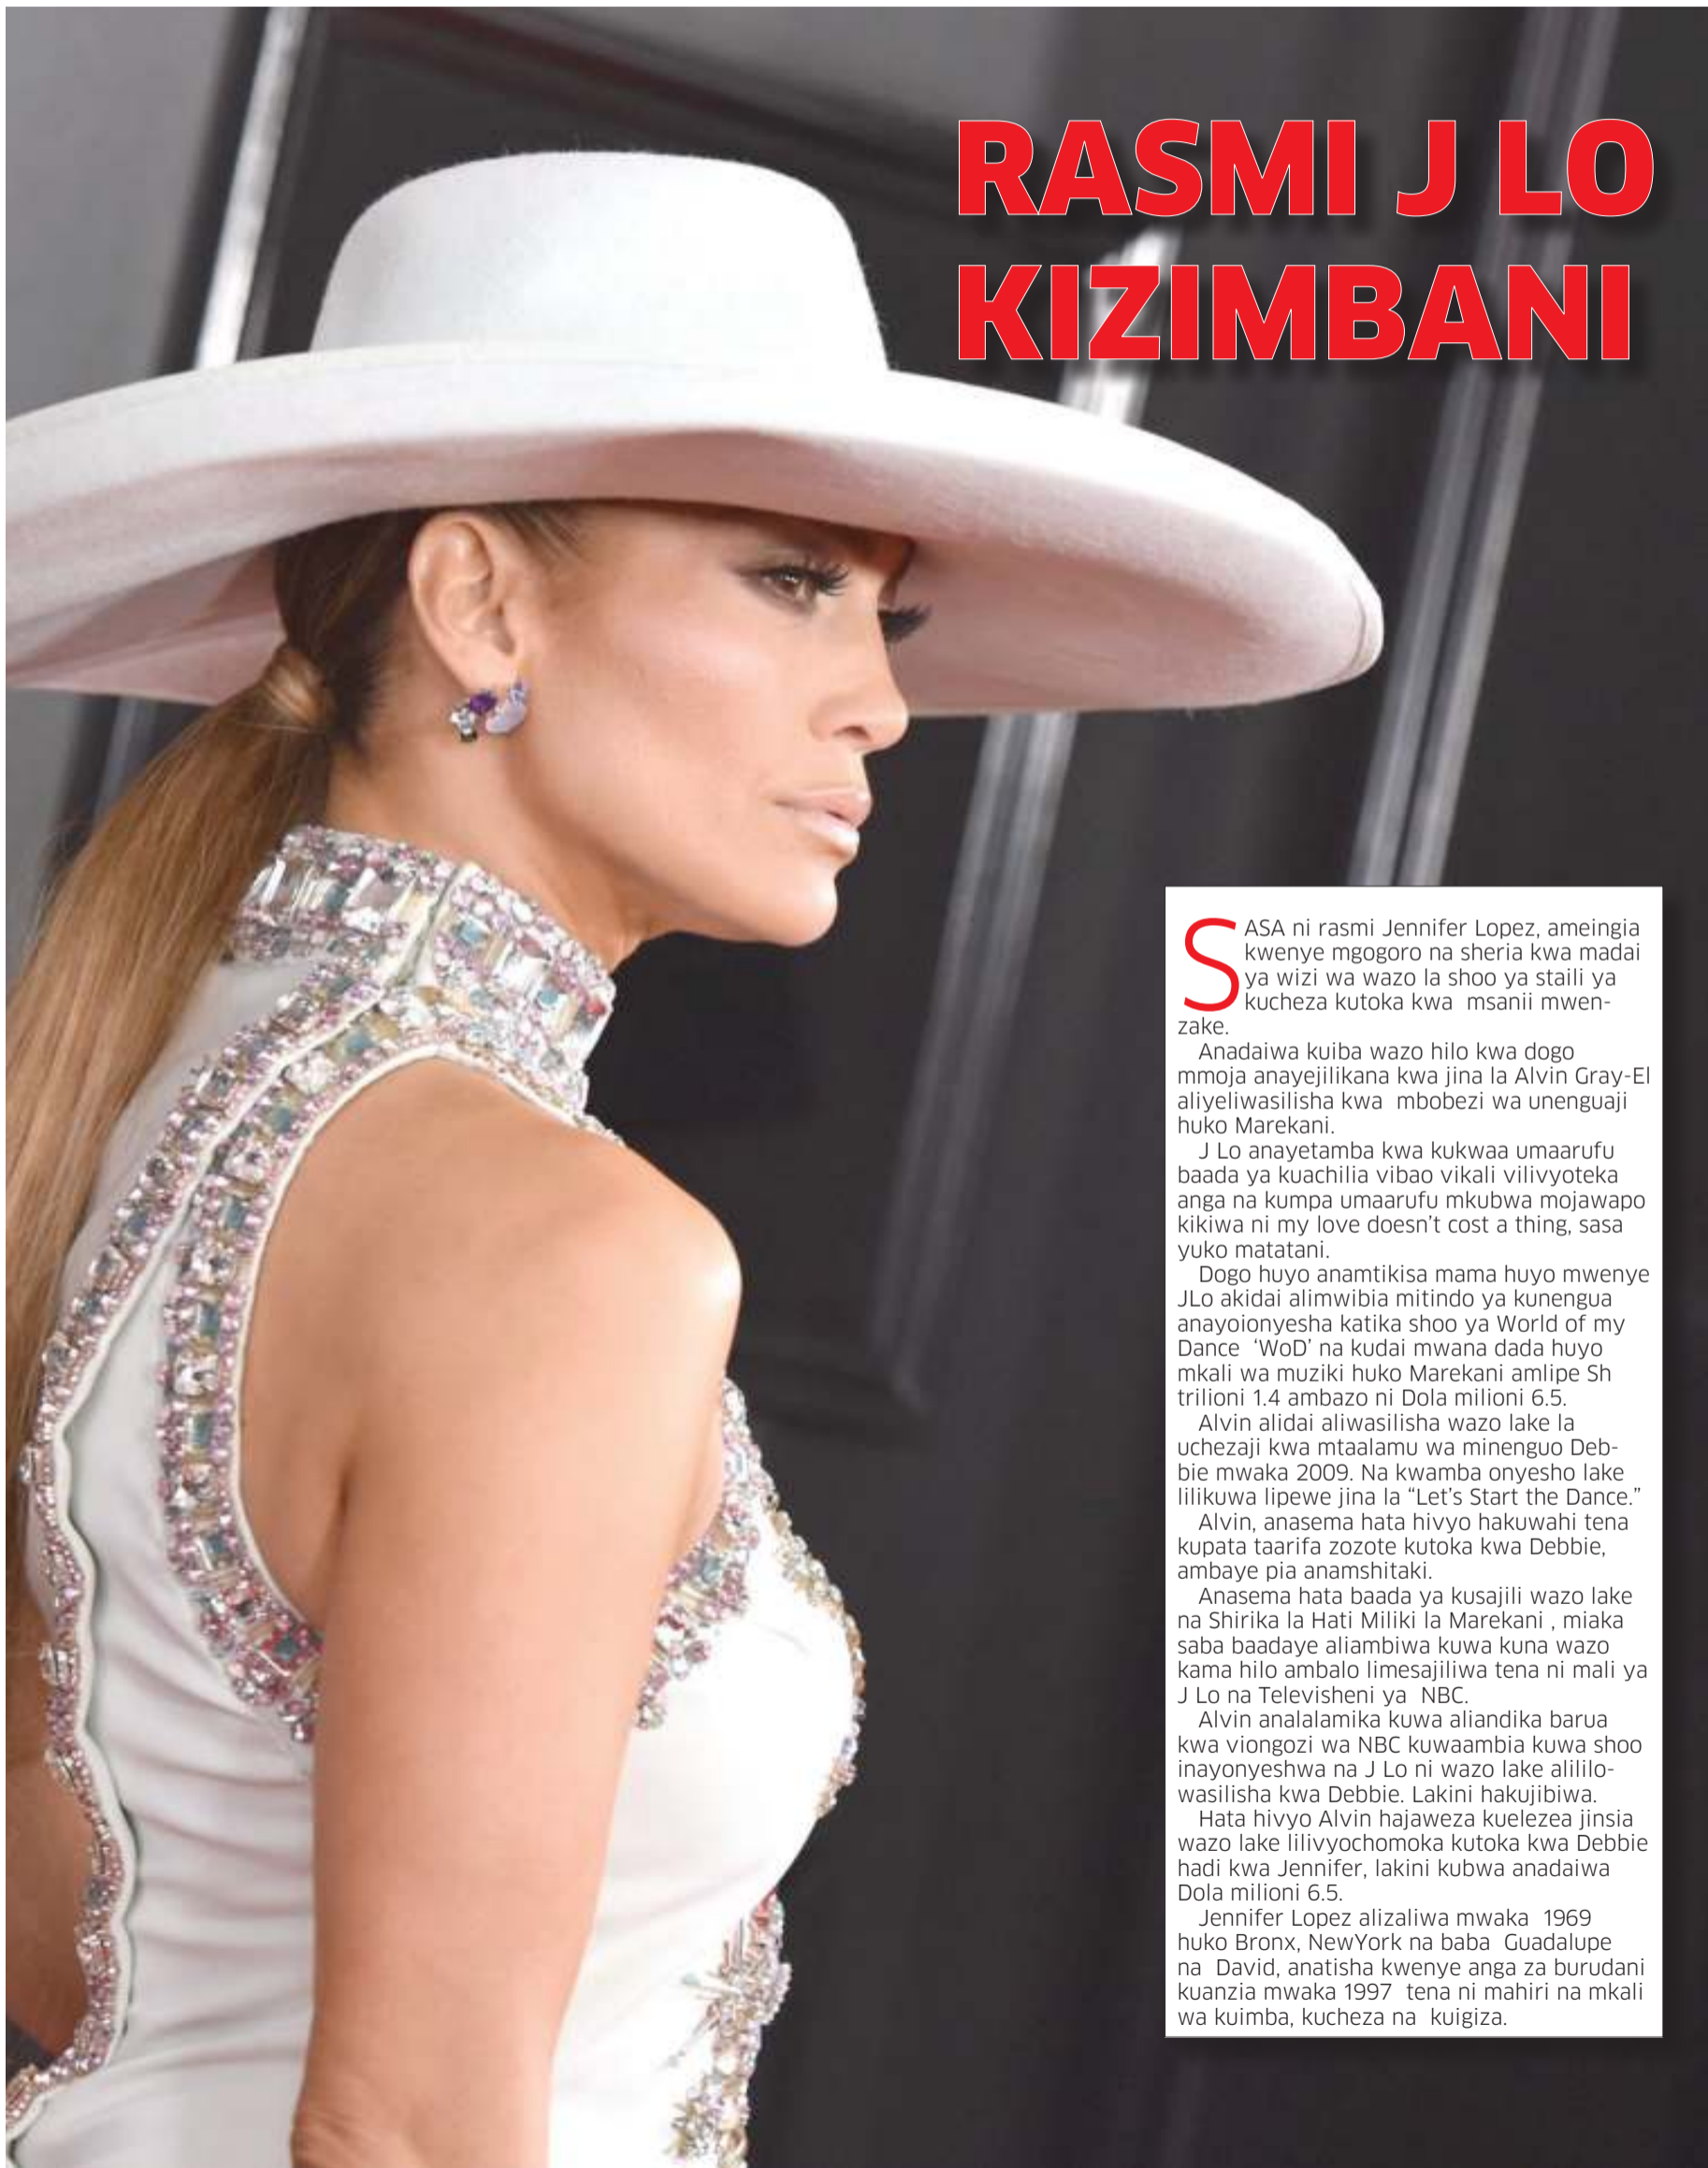 RASMI J LO
KIZIMBANI
SASA ni rasmi Jennifer Lopez, ameingia
kwenye mgogoro na sheria kwa madai
ya wizi wa wazo la shoo ya staili ya
kucheza kutoka kwa msanii mwen-
zake.
Anadaiwa kuiba wazo hilo kwa dogo
mmoja anayejilikana kwa jina la Alvin Gray-El
aliyeliwasilisha kwa mbobezi wa unenguaji
huko Marekani.
J Lo anayetamba kwa kukwaa umaarufu
baada ya kuachilia vibao vikali vilivyoteka
anga na kumpa umaarufu mkubwa mojawapo
kikiwa ni my love doesn't cost a thing, sasa
yuko matatani.
Dogo huyo anamtikisa mama huyo mwenye
JLo akidai alimwibia mitindo ya kunengua
anayoionyesha katika shoo ya World of my
Dance 'WoD' na kudai mwana dada huyo
mkali wa muziki huko Marekani amlipe Sh
trilioni 1.4 ambazo ni Dola milioni 6.5.
Alvin alidai aliwasilisha wazo lake la
uchezaji kwa mtaalamu wa minenguo Deb-
bie mwaka 2009. Na kwamba onyesho lake
lilikuwa lipewe jina la “Let's Start the Dance.”
Alvin, anasema hata hivyo hakuwahi tena
kupata taarifa zozote kutoka kwa Debbie,
ambaye pia anamshitaki.
Anasema hata baada ya kusajili wazo lake
na Shirika la Hati Miliki la Marekani , miaka
saba baadaye aliambiwa kuwa kuna wazo
kama hilo ambalo limesajiliwa tena ni mali ya
J Lo na Televisheni ya NBC.
Alvin analalamika kuwa aliandika barua
kwa viongozi wa NBC kuwaambia kuwa shoo
inayonyeshwa na J Lo ni wazo lake alililo-
wasilisha kwa Debbie. Lakini hakujibiwa.
Hata hivyo Alvin hajaweza kuelezea jinsia
wazo lake lilivyochomoka kutoka kwa Debbie
hadi kwa Jennifer, lakini kubwa anadaiwa
Dola milioni 6.5.
Jennifer Lopez alizaliwa mwaka 1969
huko Bronx, NewYork na baba Guadalupe
na David, anatisha kwenye anga za burudani
kuanzia mwaka 1997 tena ni mahiri na mkali
wa kuimba, kucheza na kuigiza.